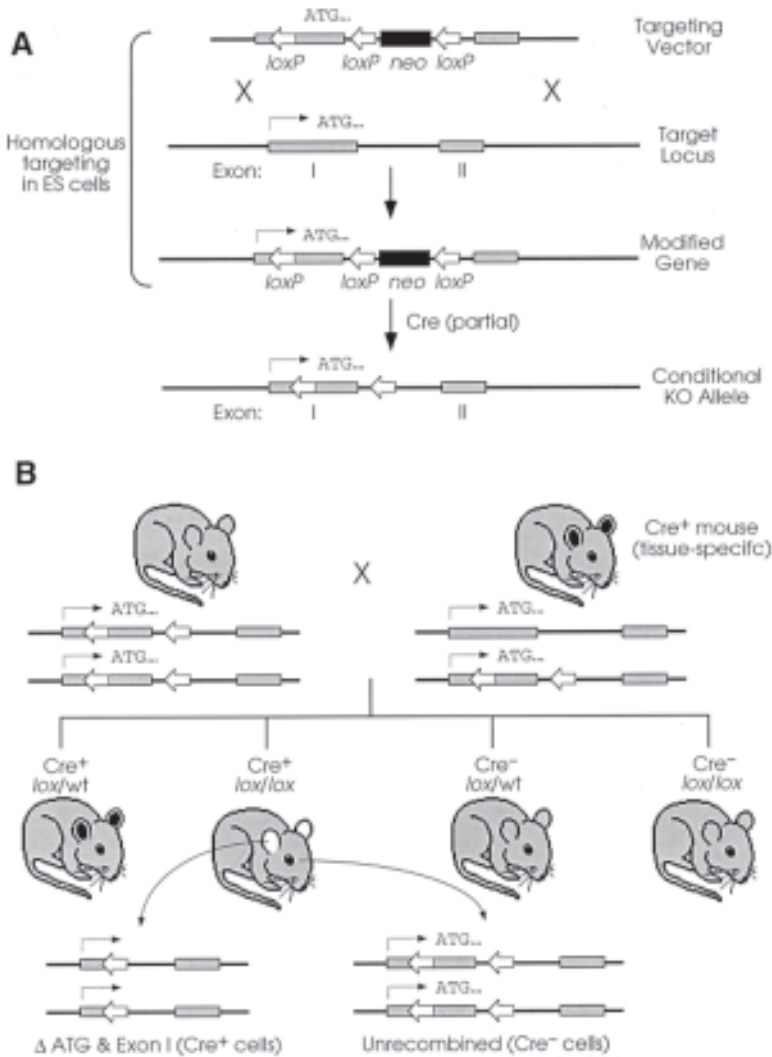 A
ATG...
Targeting
Vector
loxP
loxP
neo
loxP
X
X
Homologous
targeting
in ES cells
ATG...
Target
Locus
Exon:
I
II
ATG...
Modified
Gene
loxP
loxP
neo
loxP
Cre (partial)
ATG...
Conditional
KO Allele
Exon:
I
II
B
Cre+ mouse
(tissue-specifc)
X
ATG...
ATG...
ATG...
ATG...
Cre+
lox/wt
Cre+
lox/lox
Cre−
lox/wt
Cre−
lox/lox
ATG...
ATG...
Δ ATG & Exon I (Cre+ cells)
Unrecombined (Cre− cells)